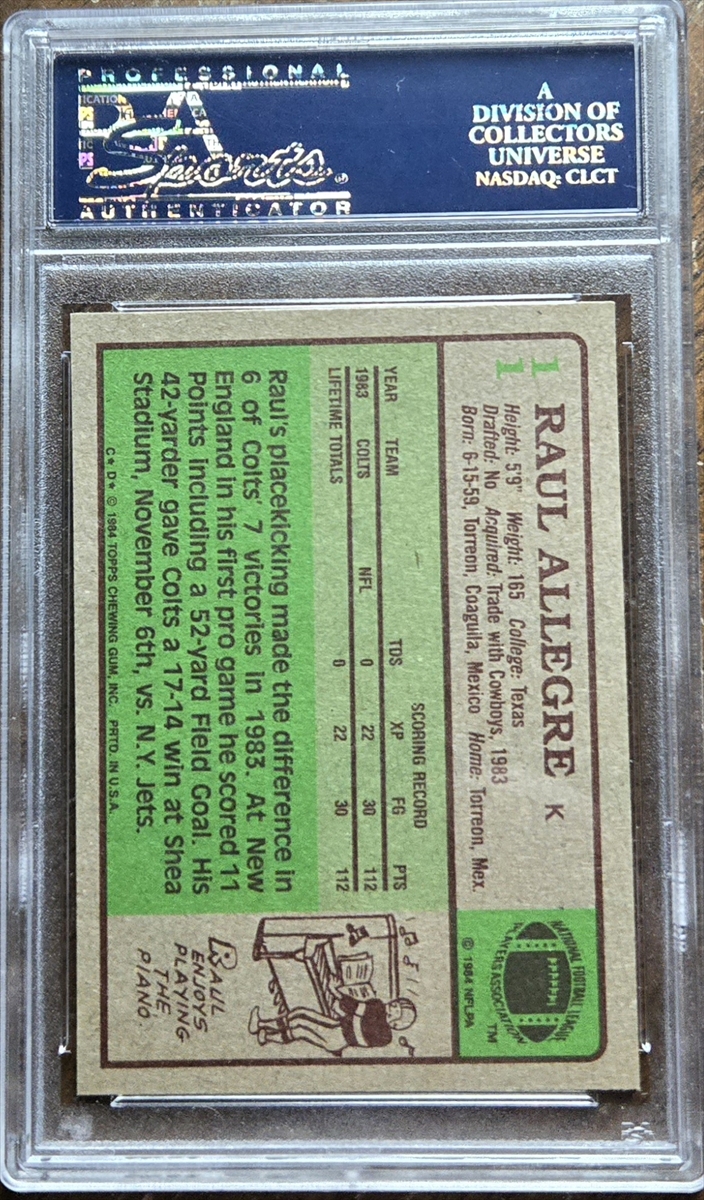 PROFESSIONAL
Sports
AUTHENTICATOR
A
DIVISION OF
COLLECTORS
UNIVERSE
NASDAQ: CLCT
11
RAUL ALLEGRE K
Height: 5'9" Weight: 165 College: Texas
Drafted: No Acquired: Trade with Cowboys, 1983
Born: 6-15-59, Torreon, Coaguila, Mexico Home: Torreon, Mex.
NATIONAL FOOTBALL LEAGUE
PLAYERS ASSOCIATION
TM
© 1984 NFLPA
SCORING RECORD
YEAR TEAM TDS XP FG PTS
1983 COLTS NFL 0 22 30 112
LIFETIME TOTALS 0 22 30 112
Raul's placekicking made the difference in
6 of Colts' 7 victories in 1983. At New
England in his first pro game he scored 11
Points including a 52-yard Field Goal. His
42-yarder gave Colts a 17-14 win at Shea
Stadium, November 6th, vs. N.Y. Jets.
RAUL
ENJOYS
PLAYING
THE
PIANO.
C★ D★ © 1984 TOPPS CHEWING GUM, INC. PRTD. IN U.S.A.